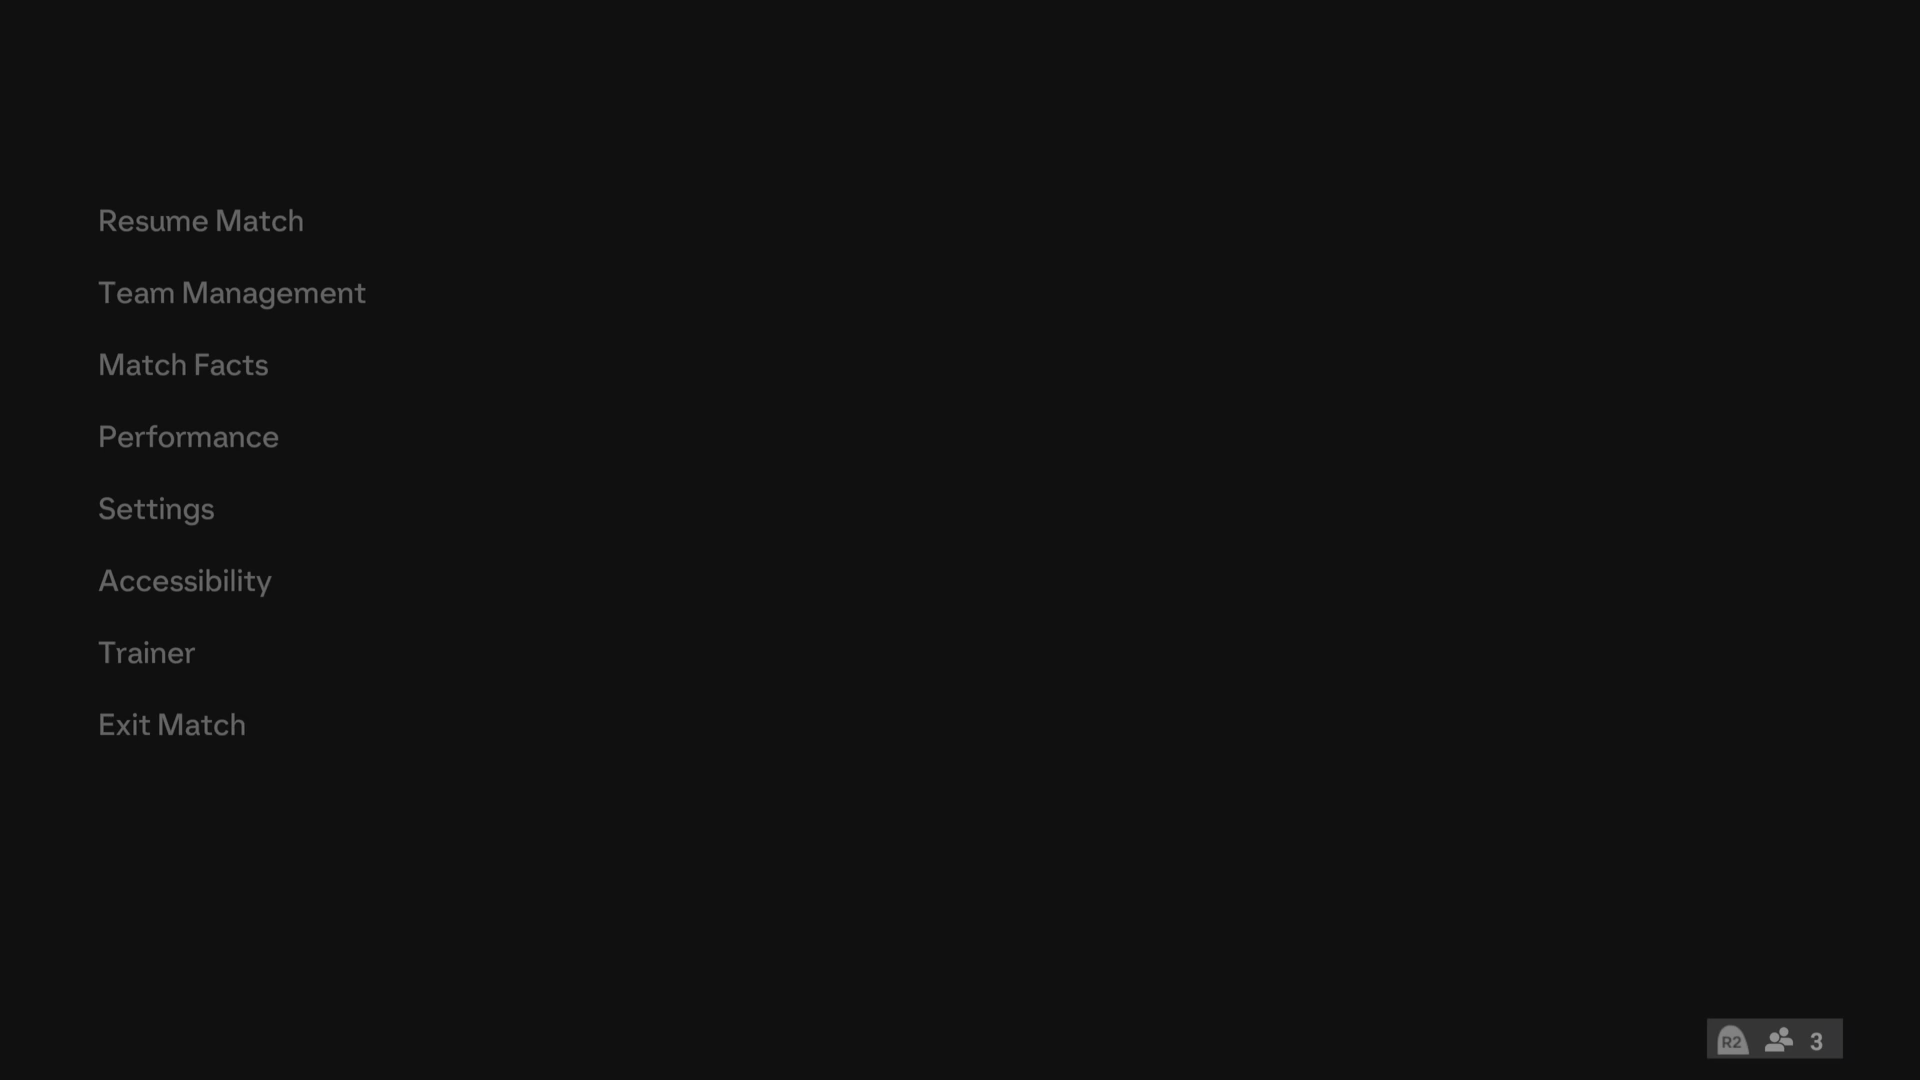 Resume Match
Team Management
Match Facts
Performance
Settings
Accessibility
Trainer
Exit Match
R2 3